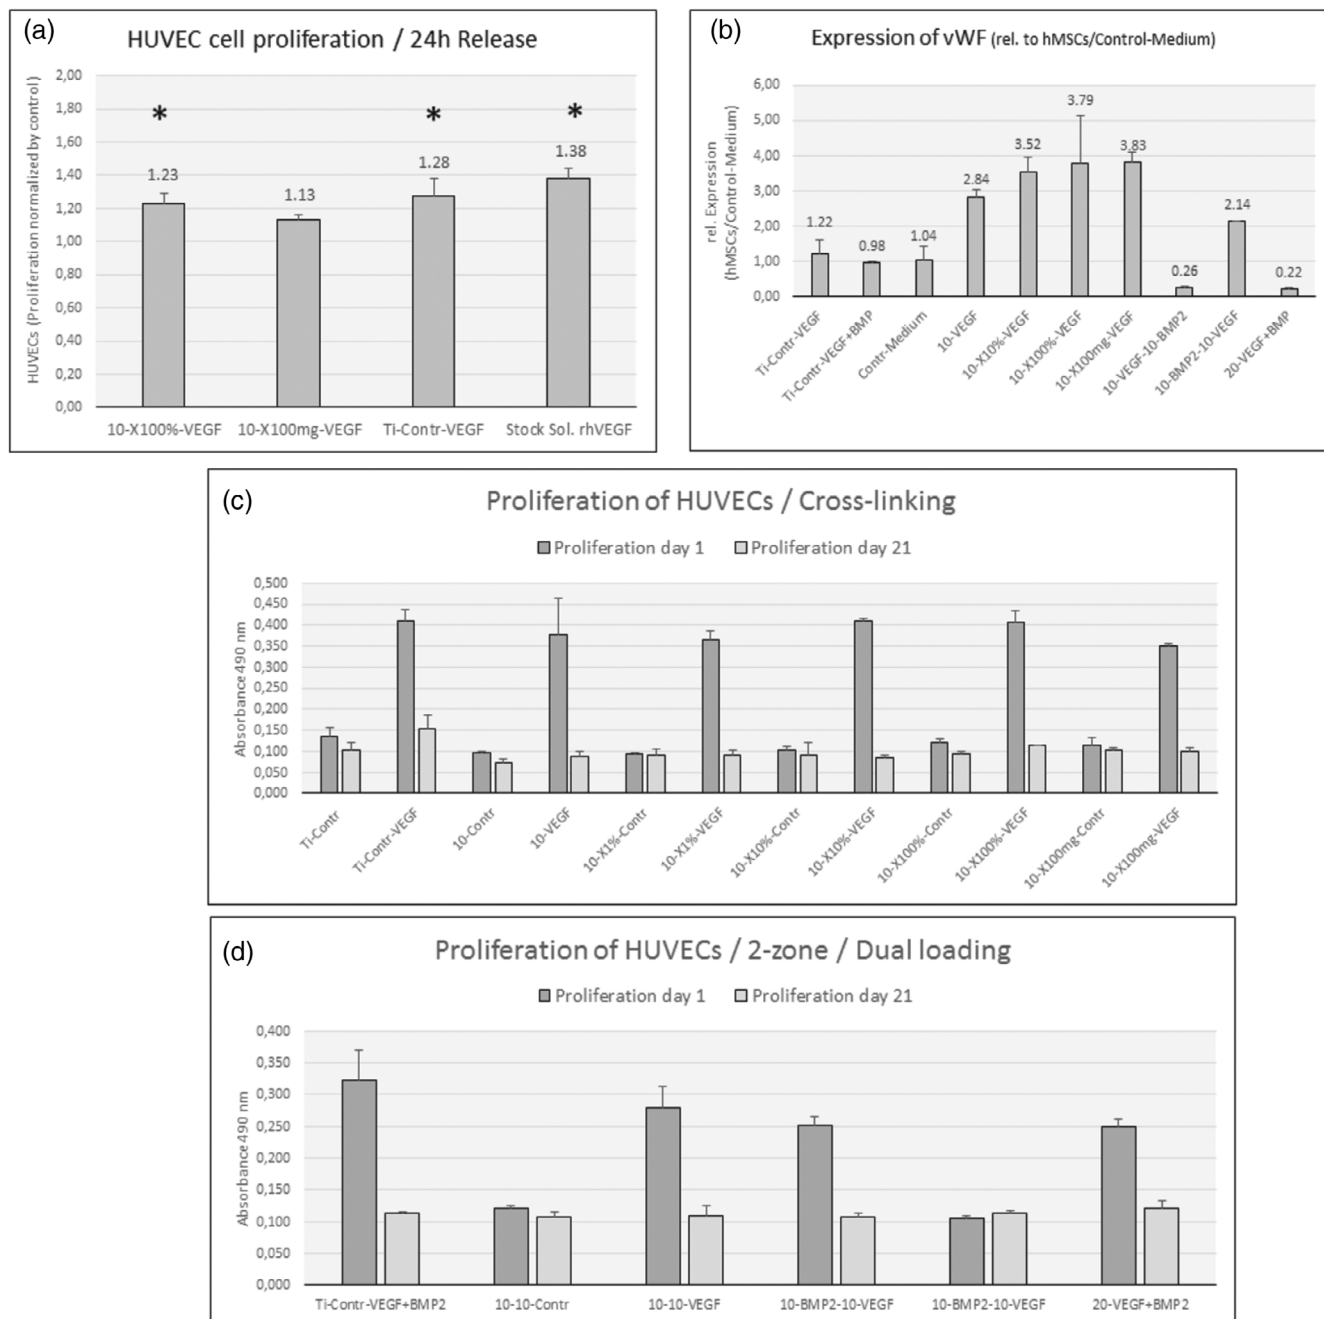 (a)
HUVEC cell proliferation / 24h Release
HUVECs (Proliferation normalized by control)
2,00
1,80
1,60
1,40
1,20
1,00
0,80
0,60
0,40
0,20
0,00
* * *
1.23 1.13 1.28 1.38
10-X100%-VEGF 10-X100mg-VEGF Ti-Contr-VEGF Stock Sol. rhVEGF
(b)
Expression of vWF (rel. to hMSCs/Control-Medium)
rel. Expression
(hMSCs/Control-Medium)
6,00
5,00
4,00
3,00
2,00
1,00
0,00
1.22 0.98 1.04 2.84 3.52 3.79 3.83 0.26 2.14 0.22
Ti-Contr-VEGF
Ti-Contr-VEGF+BMP
Contr-Medium
10-VEGF
10-X10%-VEGF
10-X100%-VEGF
10-X100mg-VEGF
10-VEGF-10-BMP2
10-BMP2-10-VEGF
20-VEGF+BMP
(c)
Proliferation of HUVECs / Cross-linking
Proliferation day 1 Proliferation day 21
Absorbance 490 nm
0,500
0,450
0,400
0,350
0,300
0,250
0,200
0,150
0,100
0,050
0,000
Ti-Contr
Ti-Contr-VEGF
10-Contr
10-VEGF
10-X1%-Contr
10-X1%-VEGF
10-X10%-Contr
10-X10%-VEGF
10-X100%-Contr
10-X100%-VEGF
10-X100mg-Contr
10-X100mg-VEGF
(d)
Proliferation of HUVECs / 2-zone / Dual loading
Proliferation day 1 Proliferation day 21
Absorbance 490 nm
0,400
0,350
0,300
0,250
0,200
0,150
0,100
0,050
0,000
Ti-Contr-VEGF+BMP2 10-10-Contr 10-10-VEGF 10-BMP2-10-VEGF 10-BMP2-10-VEGF 20-VEGF+BMP2